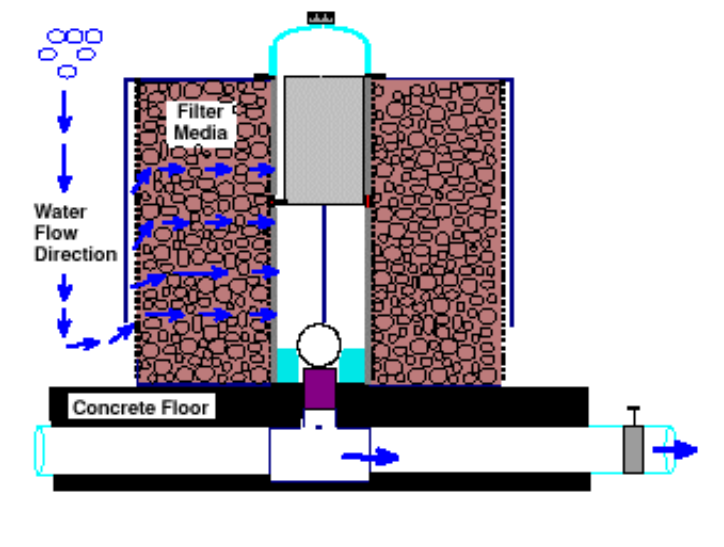 Filter
Media
Water
Flow
Direction
Concrete Floor